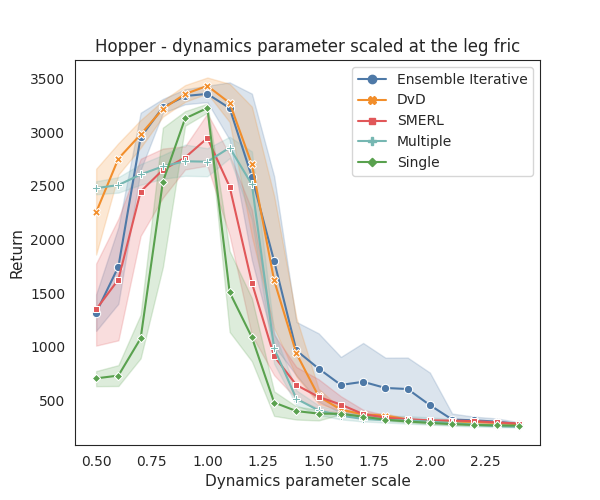 Hopper - dynamics parameter scaled at the leg fric
Ensemble Iterative
DvD
SMERL
Multiple
Single
Return
3500
3000
2500
2000
1500
1000
500
0.50 0.75 1.00 1.25 1.50 1.75 2.00 2.25
Dynamics parameter scale